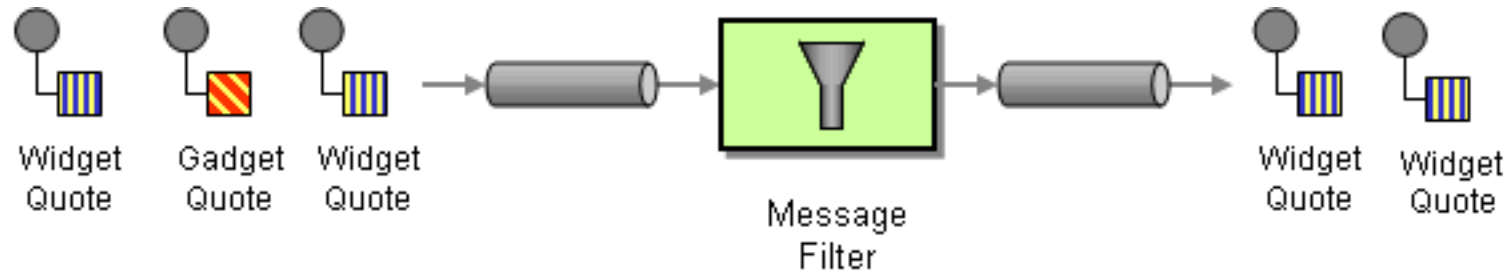 Widget
Quote
Gadget
Quote
Widget
Quote
Message
Filter
Widget
Quote
Widget
Quote